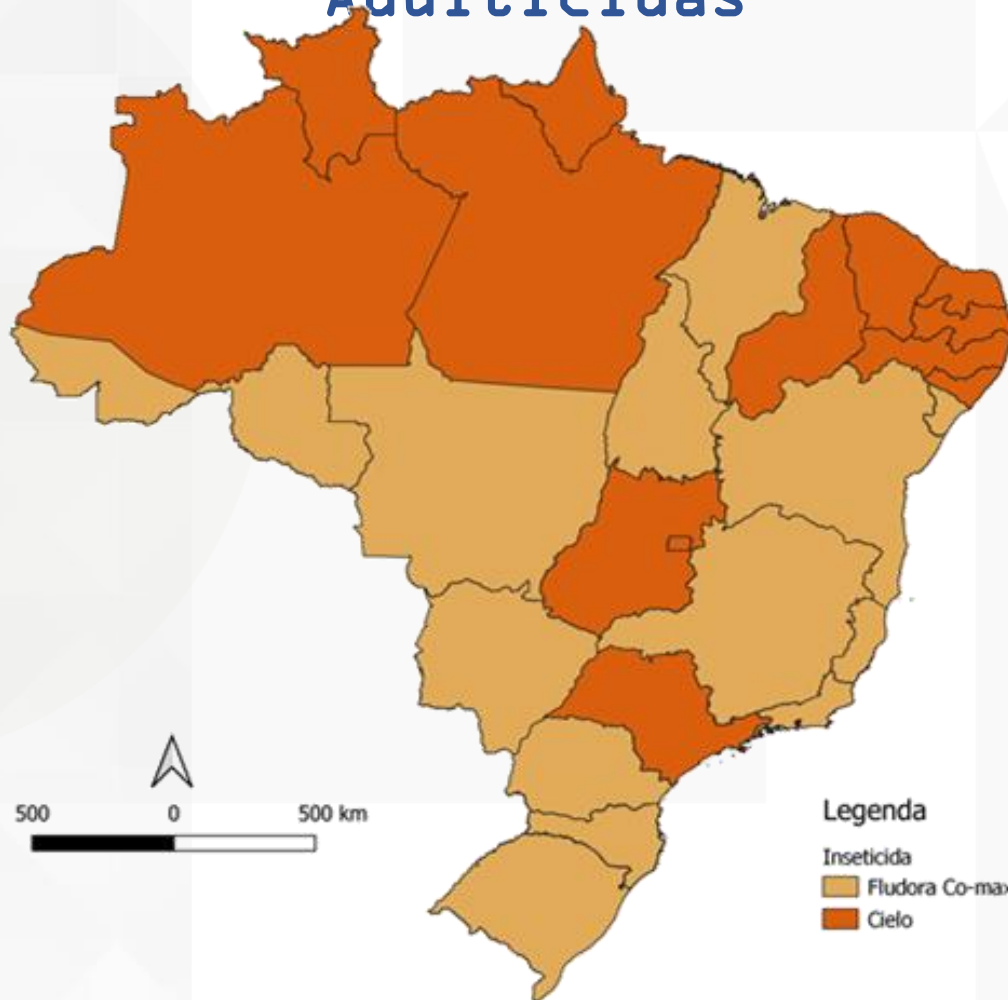 Adulticidas
500 0 500 km
Legenda
Inseticida
Fludora Co-max
Cielo